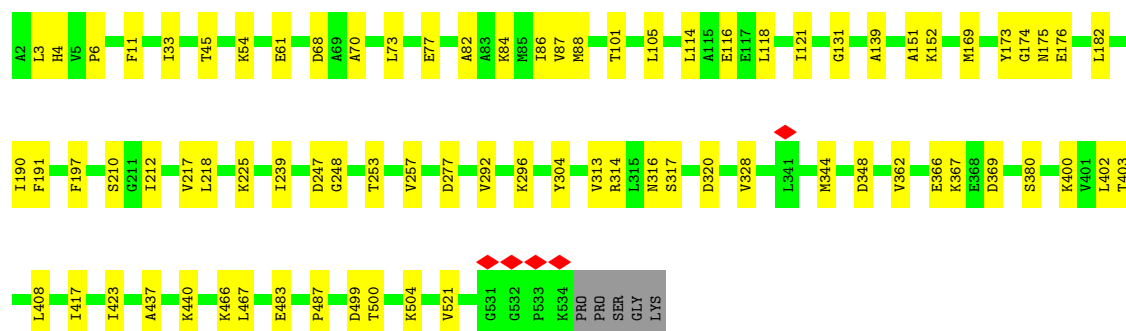 A2 L3 H4 V5 P6 F11 I33 T45 K54 E61 D68 A69 A70 L73 E77 A82 A83 K84 M85 I86 V87 M88 T101 L105 L114 A115 E116 E117 L118 I121 G131 A139 A151 K152 M169 Y173 G174 N175 E176 L182
I190 F191 F197 S210 G211 I212 V217 L218 K225 I239 D247 G248 T253 V257 D277 V292 K296 Y304 V313 R314 L315 N316 S317 D320 V328 L341 M344 D348 V362 E366 K367 E368 D369 S380 K400 V401 L402 T403
L408 I417 I423 A437 K440 K466 L467 E483 P487 D499 T500 K504 V521 G531 G532 P533 K534 PRO PRO SER GLY LYS